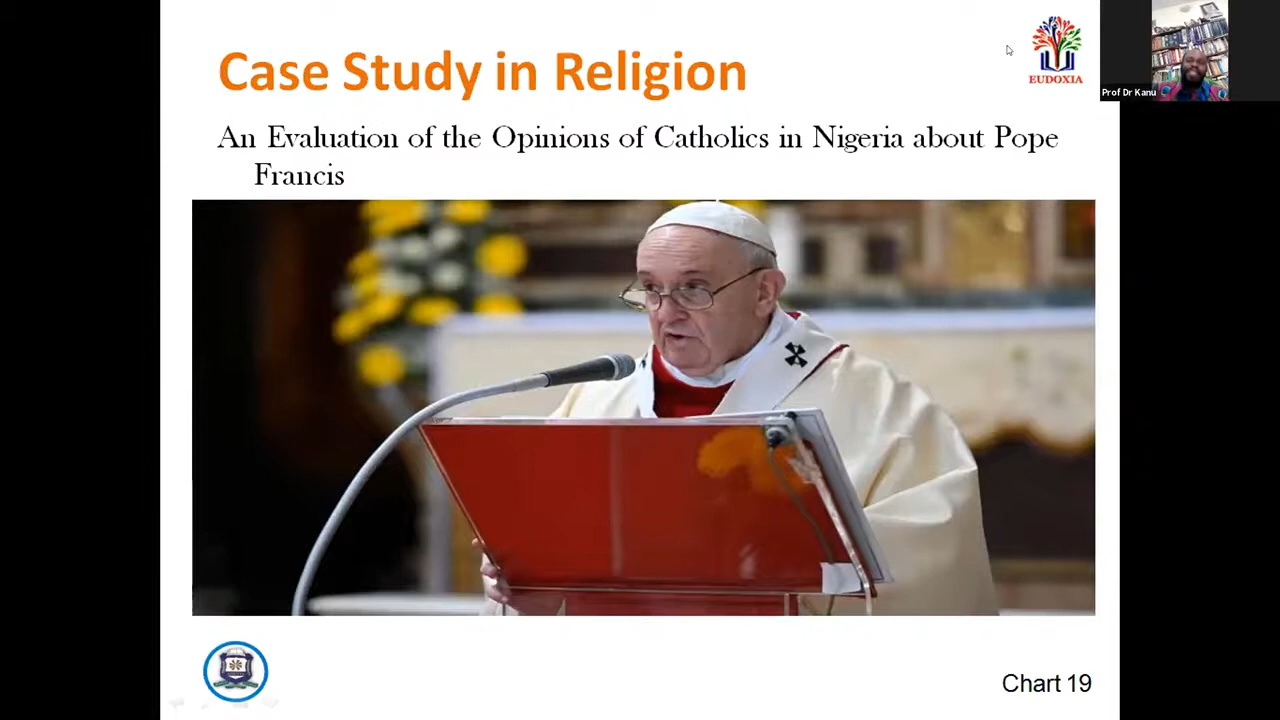 Case Study in Religion
EUDOXIA
Prof Dr Kanu
An Evaluation of the Opinions of Catholics in Nigeria about Pope
Francis
Chart 19